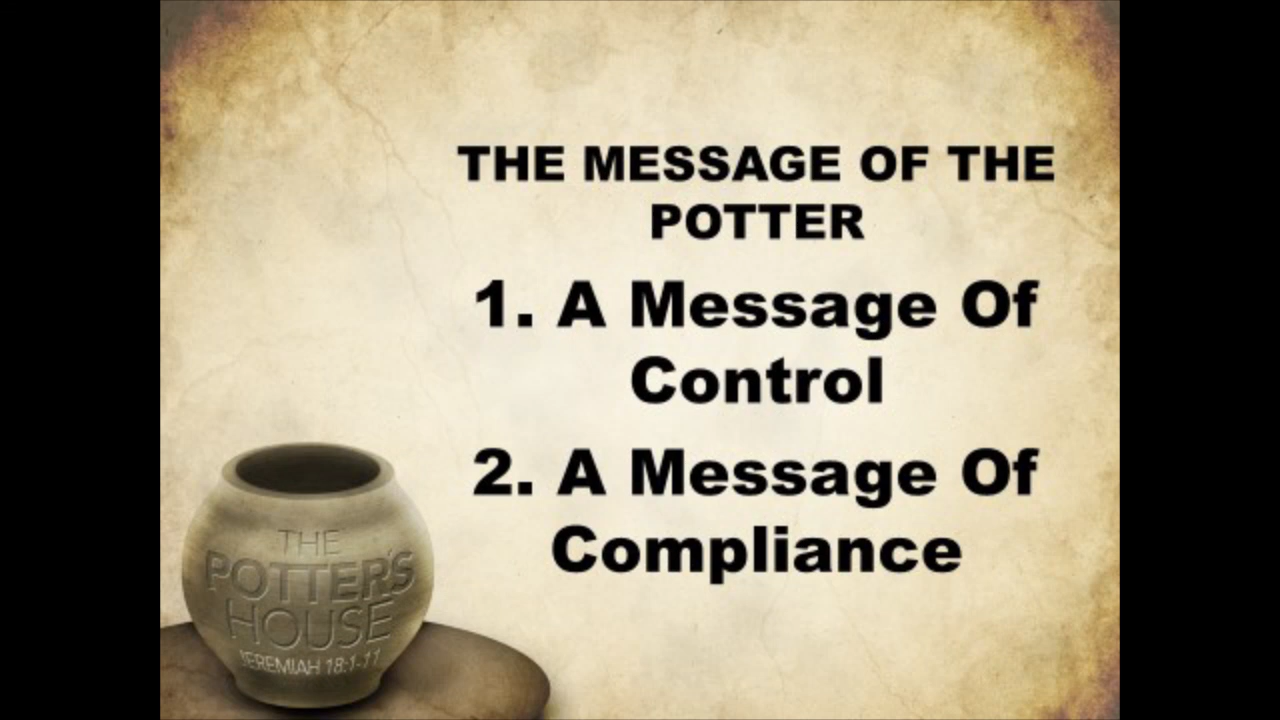 THE MESSAGE OF THE
POTTER
1. A Message Of
Control
2. A Message Of
Compliance
THE
POTTER'S
HOUSE
JEREMIAH 18:1-11